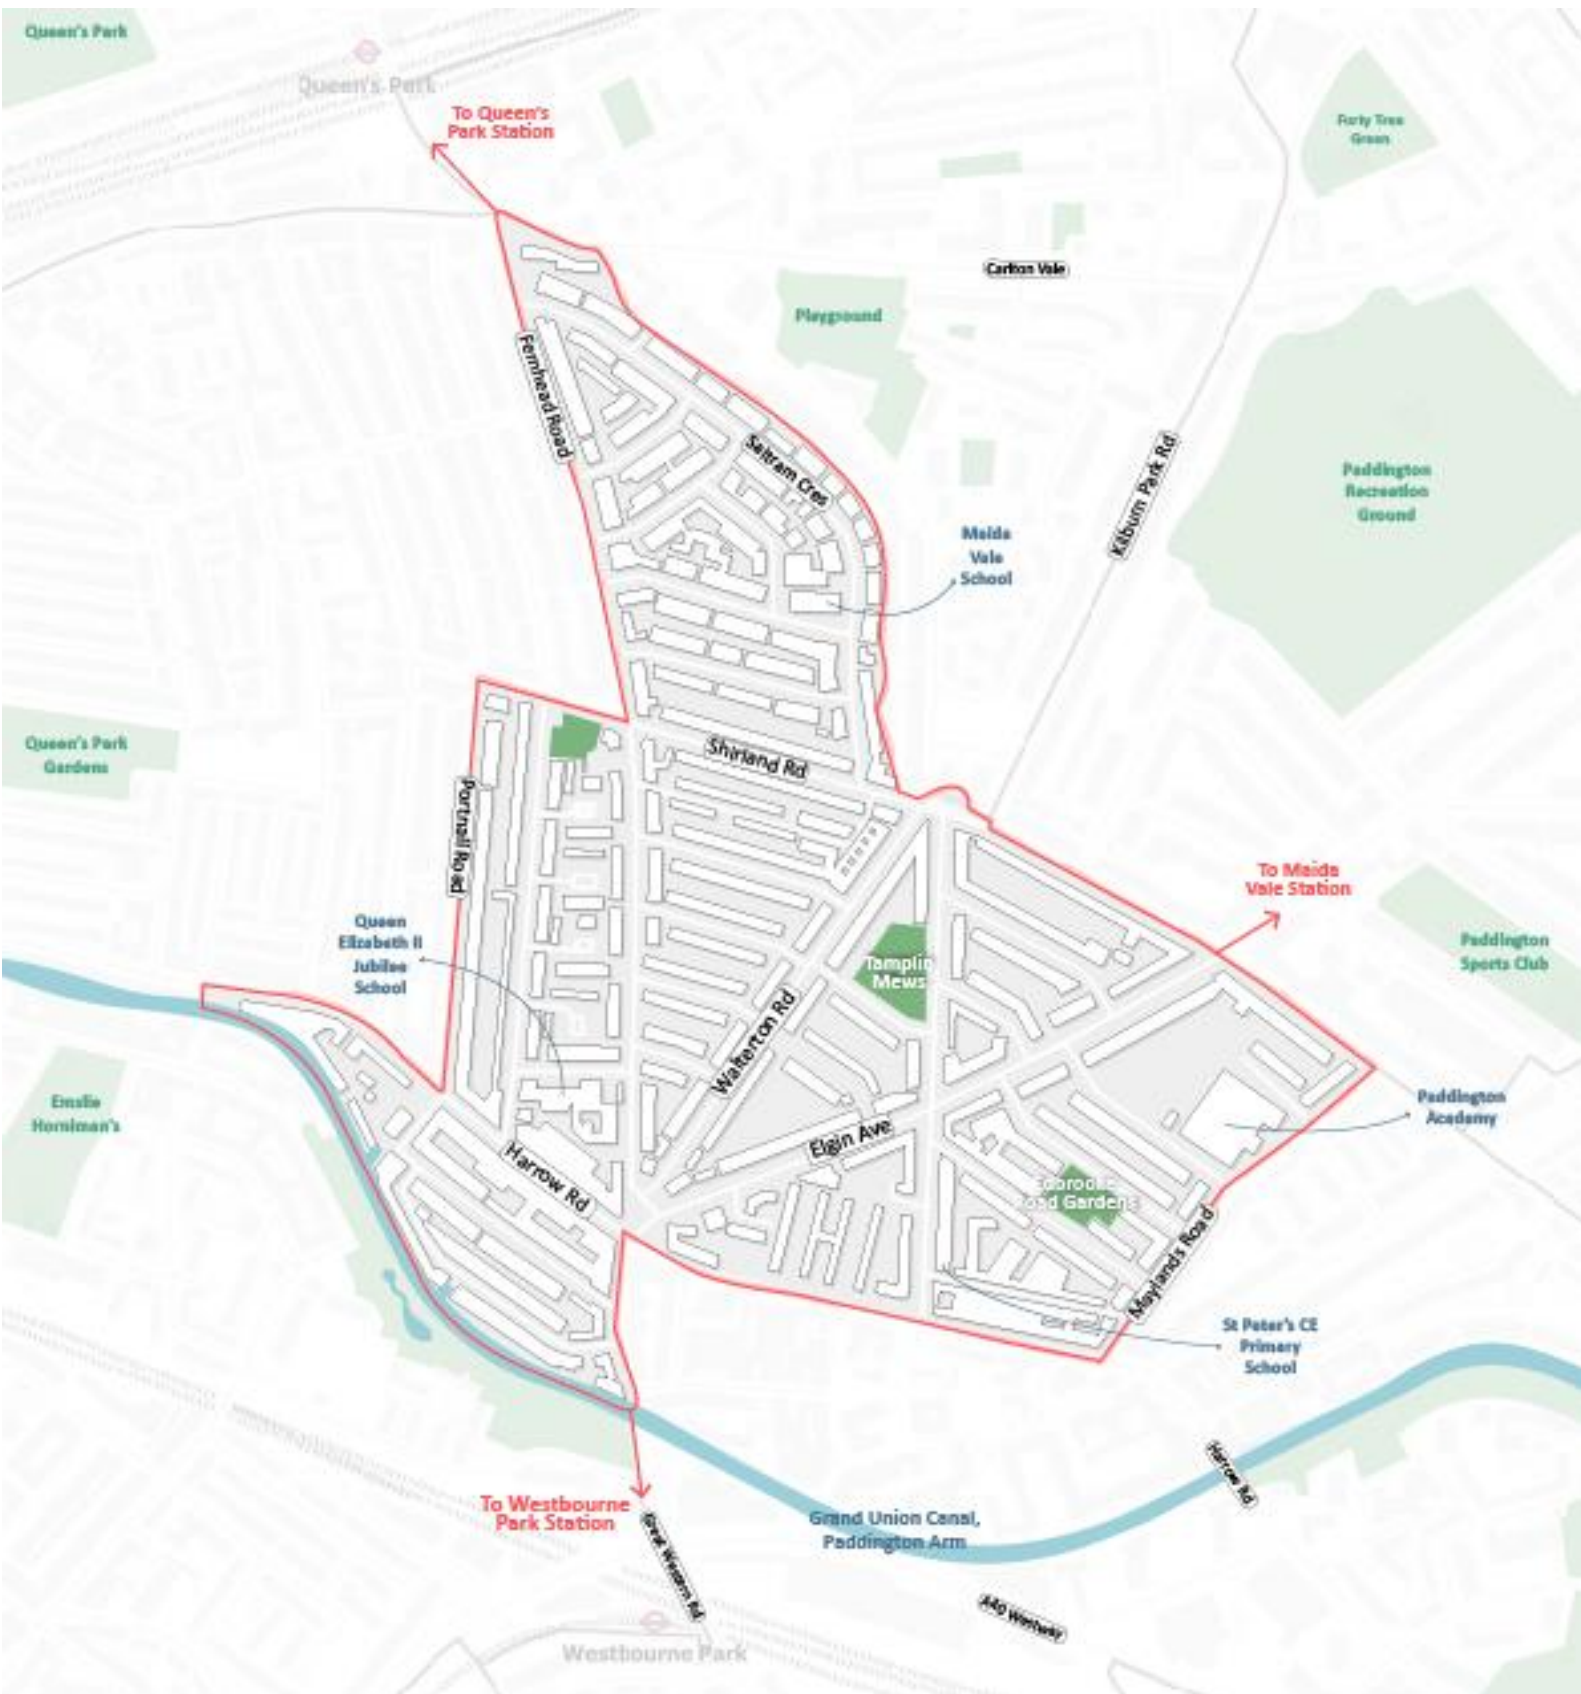 Queen's Park
Queen's Park
To Queen's
Park Station
Forty Tree
Green
Carlton Vale
Playground
Fernhead Road
Saltram Cres
Kilburn Park Rd
Paddington
Recreation
Ground
Maida
Vale
School
Queen's Park
Gardens
Shirland Rd
Portnall Road
To Maida
Vale Station
Queen
Elizabeth II
Jubilee
School
Paddington
Sports Club
Tamplin
Mews
Walterton Rd
Emslie
Horniman's
Paddington
Academy
Elgin Ave
Harrow Rd
Road Gardens
Maylands Road
St Peter's CE
Primary
School
Harrow Rd
To Westbourne
Park Station
Grand Union Canal,
Paddington Arm
Great Western Rd
A40 Westway
Westbourne Park